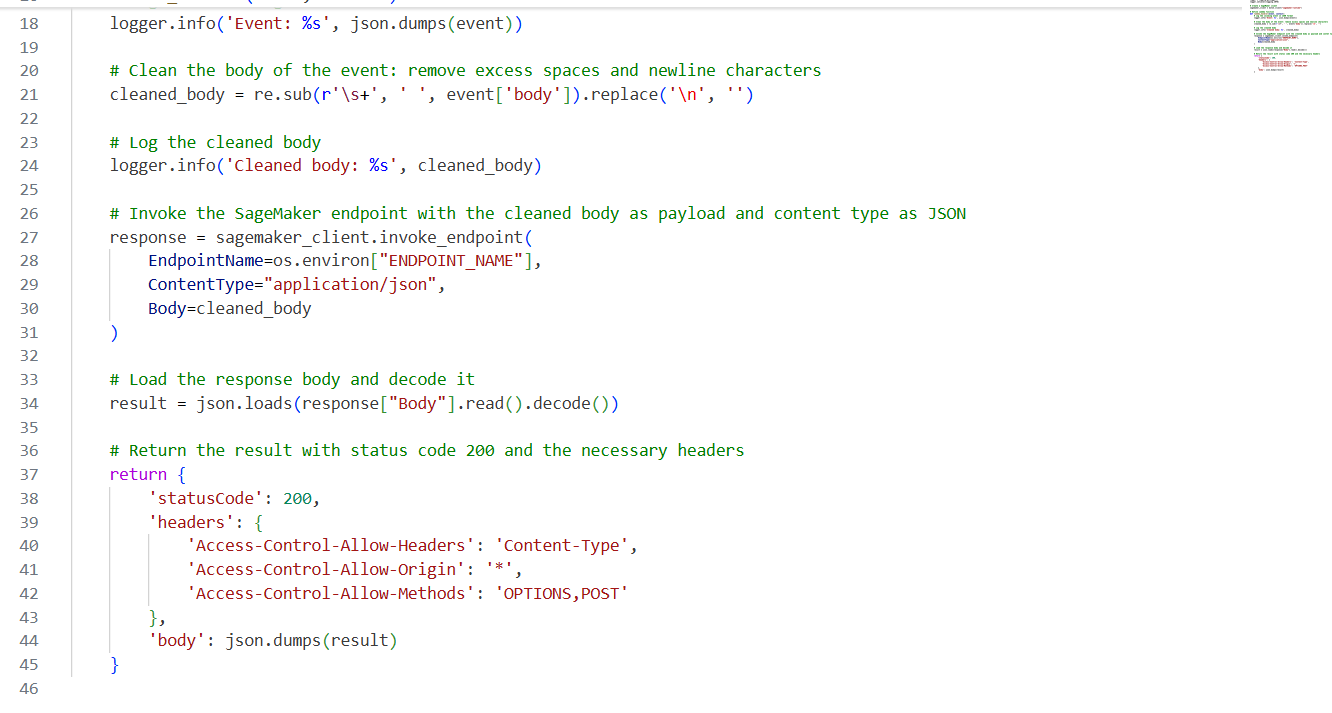 18 logger.info('Event: %s', json.dumps(event))
19
20 # Clean the body of the event: remove excess spaces and newline characters
21 cleaned_body = re.sub(r'\s+', ' ', event['body']).replace('\n', '')
22
23 # Log the cleaned body
24 logger.info('Cleaned body: %s', cleaned_body)
25
26 # Invoke the SageMaker endpoint with the cleaned body as payload and content type as JSON
27 response = sagemaker_client.invoke_endpoint(
28 EndpointName=os.environ["ENDPOINT_NAME"],
29 ContentType="application/json",
30 Body=cleaned_body
31 )
32
33 # Load the response body and decode it
34 result = json.loads(response["Body"].read().decode())
35
36 # Return the result with status code 200 and the necessary headers
37 return {
38 'statusCode': 200,
39 'headers': {
40 'Access-Control-Allow-Headers': 'Content-Type',
41 'Access-Control-Allow-Origin': '*',
42 'Access-Control-Allow-Methods': 'OPTIONS,POST'
43 },
44 'body': json.dumps(result)
45 }
46